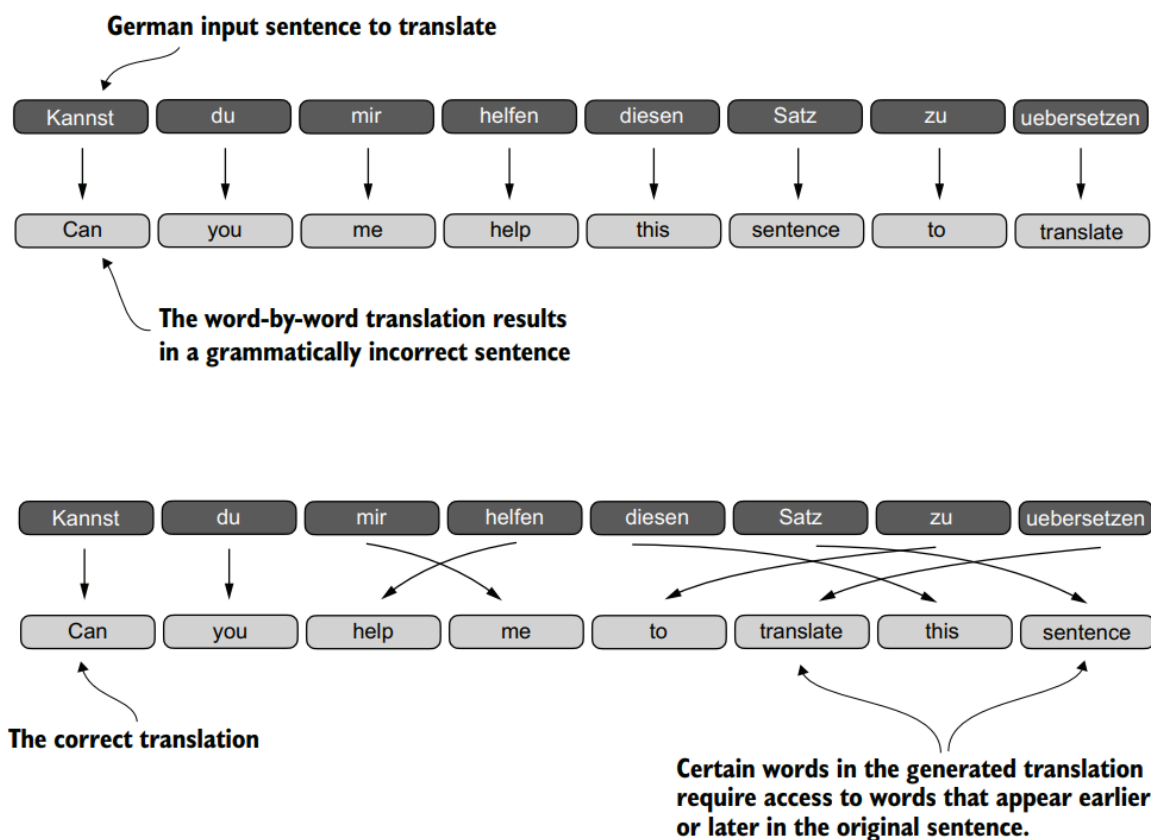 German input sentence to translate
Kannst du mir helfen diesen Satz zu uebersetzen
Can you me help this sentence to translate
The word-by-word translation results
in a grammatically incorrect sentence
Kannst du mir helfen diesen Satz zu uebersetzen
Can you help me to translate this sentence
The correct translation
Certain words in the generated translation
require access to words that appear earlier
or later in the original sentence.